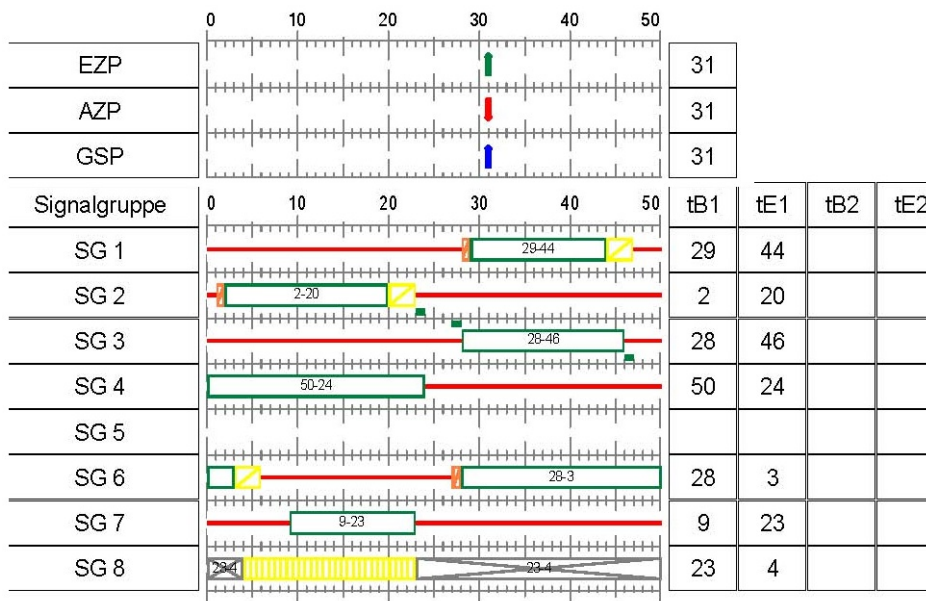 0 10 20 30 40 50
EZP 31
AZP 31
GSP 31
Signalgruppe 0 10 20 30 40 50 tB1 tE1 tB2 tE2
SG 1 29-44 29 44
SG 2 2-20 2 20
SG 3 28-46 28 46
SG 4 50-24 50 24
SG 5
SG 6 28-3 28 3
SG 7 9-23 9 23
SG 8 23-4 23-4 23 4